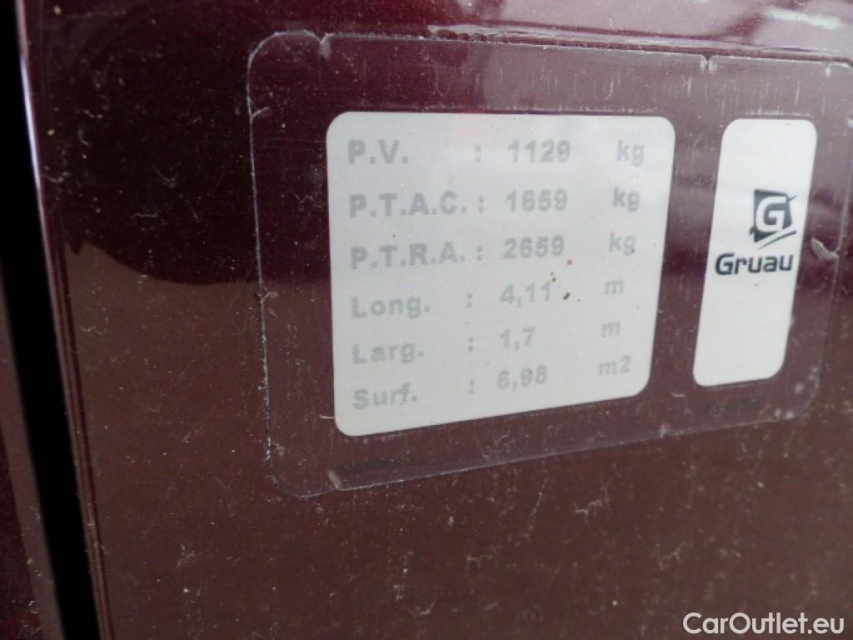 P.V. : 1129 kg
P.T.A.C. : 1659 kg
P.T.R.A. : 2659 kg
Long. : 4,11 m
Larg. : 1,7 m
Surf. : 6,98 m2
G
Gruau
CarOutlet.eu